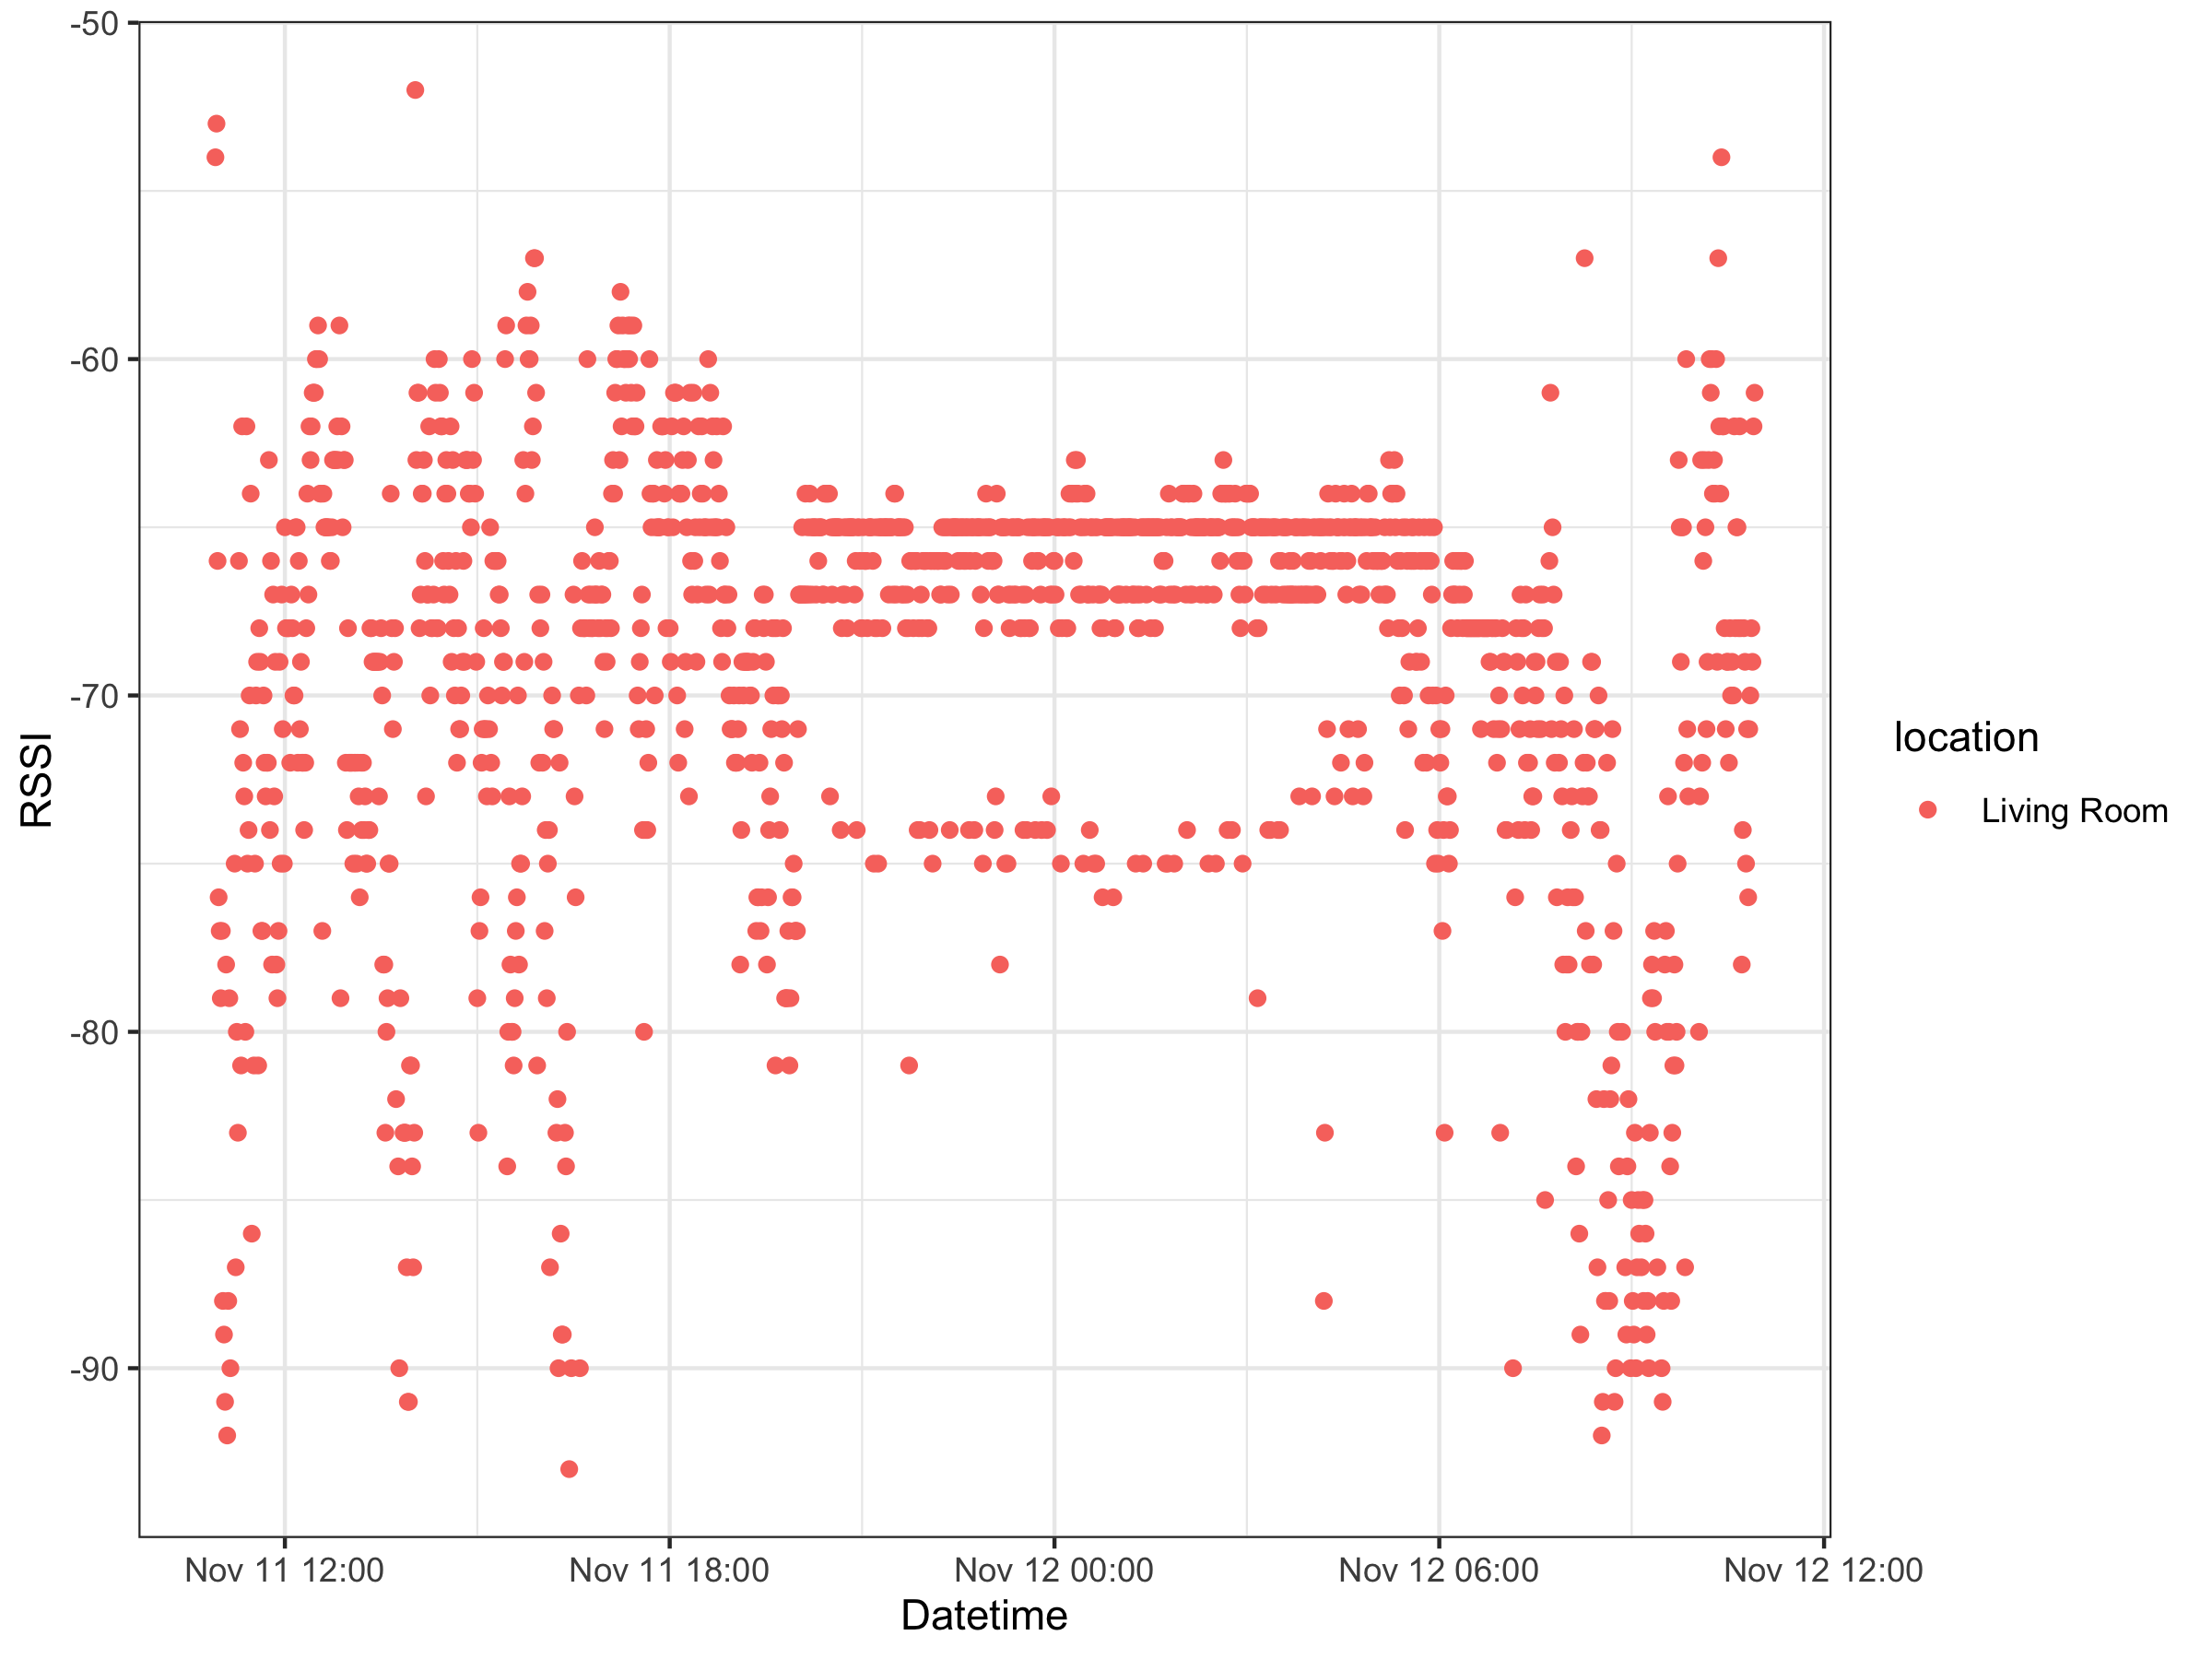 -50
-60
-70
-80
-90
RSSI
Nov 11 12:00
Nov 11 18:00
Nov 12 00:00
Nov 12 06:00
Nov 12 12:00
Datetime
location
Living Room